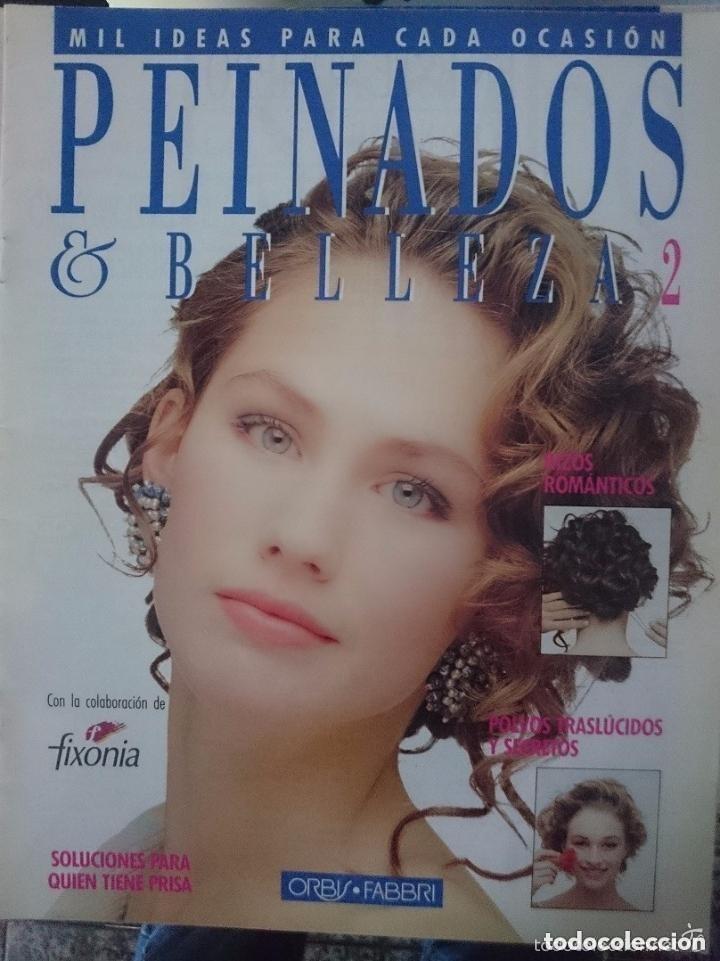 MIL IDEAS PARA CADA OCASIÓN
PEINADOS
& BELLEZA 2
RIZOS
ROMÁNTICOS
Con la colaboración de
fixonia
POLVOS TRASLÚCIDOS
Y SECRETOS
SOLUCIONES PARA
QUIEN TIENE PRISA
ORBIS • FABBRI
todocoleccion